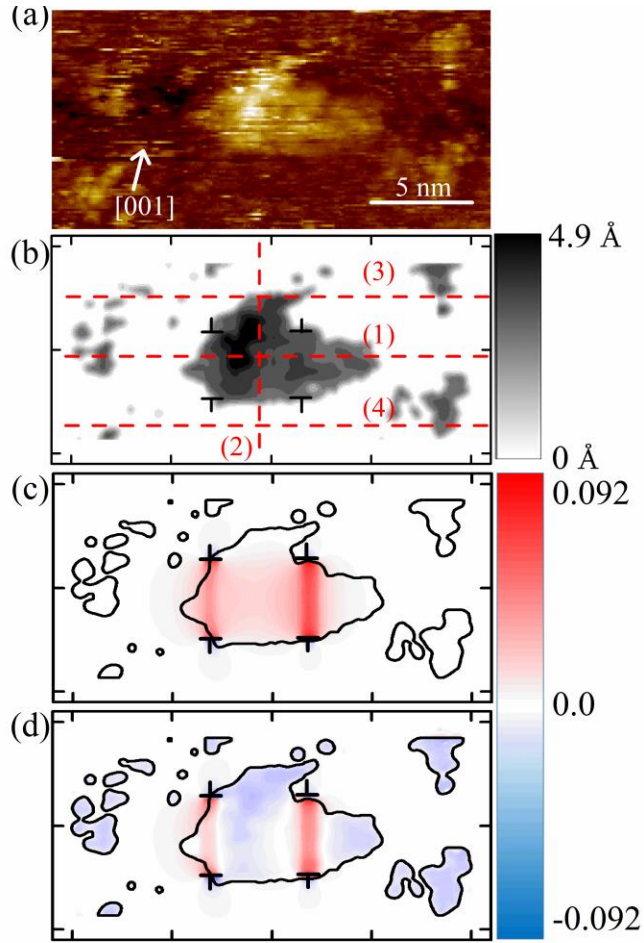 (a)
5 nm
[001]
(b)
4.9 Å
(3)
(1)
(4)
(2)
0 Å
(c)
0.092
0.0
(d)
-0.092